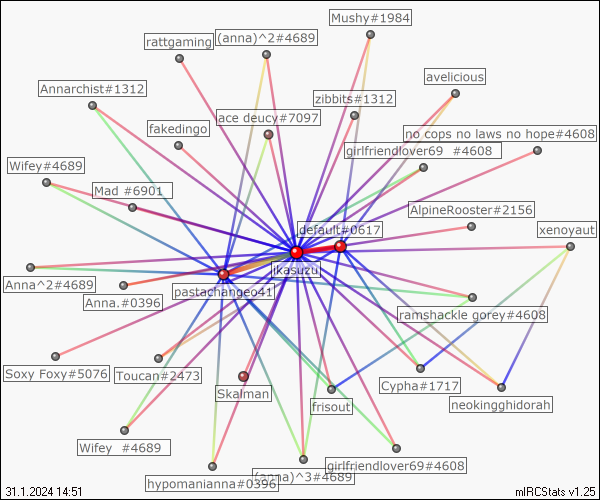 Mushy#1984
rattgaming
(anna)^2#4689
avelicious
Annarchist#1312
zibbits#1312
ace deucy#7097
fakedingo
no cops no laws no hope#4608
girlfriendlover69 #4608
Wifey#4689
Mad #6901
AlpineRooster#2156
default#0617
xenoyaut
jkasuzu
Anna^2#4689
pastachangeo41
Anna.#0396
ramshackle gorey#4608
Soxy Foxy#5076
Toucan#2473
Cypha#1717
Skalman
frisout
neokingghidorah
Wifey #4689
girlfriendlover69#4608
(anna)^3#4689
hypomanianna#0396
31.1.2024 14:51
mIRCStats v1.25